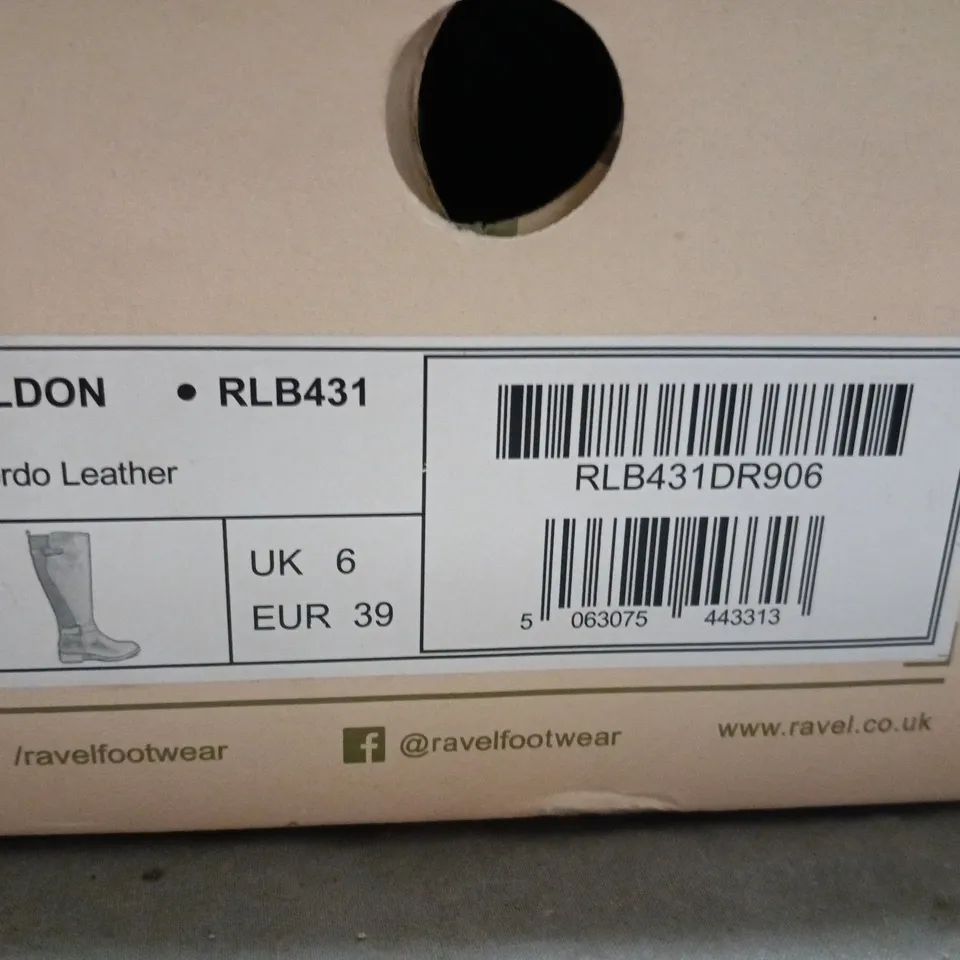 LDON • RLB431
rdo Leather
UK 6
EUR 39
RLB431DR906
5 063075 443313
/ravelfootwear
f @ravelfootwear
www.ravel.co.uk